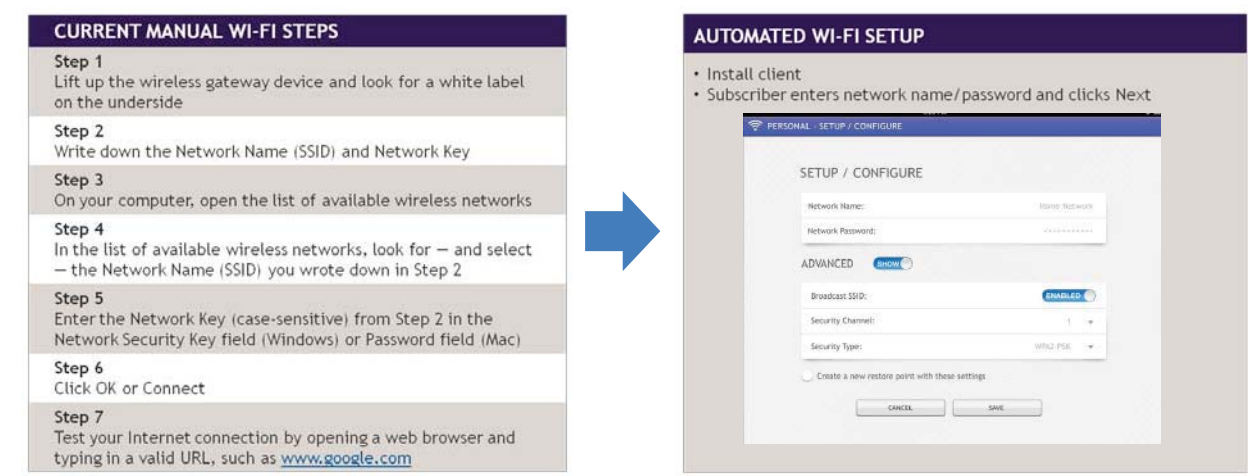 CURRENT MANUAL WI-FI STEPS
Step 1
Lift up the wireless gateway device and look for a white label
on the underside
Step 2
Write down the Network Name (SSID) and Network Key
Step 3
On your computer, open the list of available wireless networks
Step 4
In the list of available wireless networks, look for — and select
— the Network Name (SSID) you wrote down in Step 2
Step 5
Enter the Network Key (case-sensitive) from Step 2 in the
Network Security Key field (Windows) or Password field (Mac)
Step 6
Click OK or Connect
Step 7
Test your Internet connection by opening a web browser and
typing in a valid URL, such as www.google.com
AUTOMATED WI-FI SETUP
• Install client
• Subscriber enters network name/password and clicks Next
PERSONAL - SETUP / CONFIGURE
SETUP / CONFIGURE
Network Name: Home Network
Network Password: ***********
ADVANCED SHOW
Broadcast SSID: ENABLED
Security Channel: 1
Security Type: WPA2-PSK
Create a new restore point with these settings
CANCEL SAVE